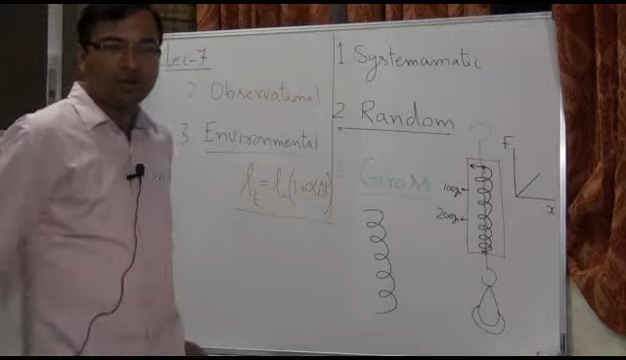 Lec-7
2 Observational
3 Environmental
lt = l0(1+αΔt)
1 Systemamatic
2 Random
3 Gross
100g
200g
F
x